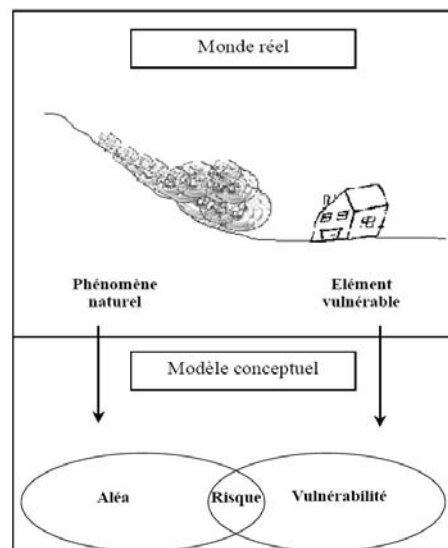 Monde réel
Phénomène
naturel
Elément
vulnérable
Modèle conceptuel
Aléa Risque Vulnérabilité